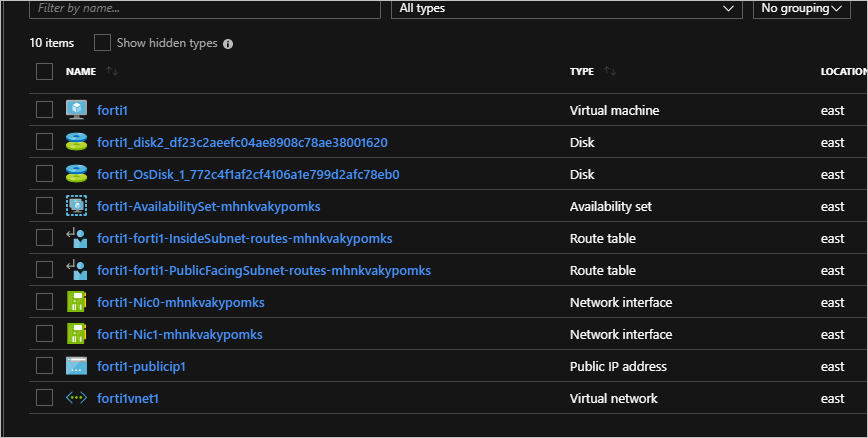 Filter by name...
All types
No grouping
10 items
Show hidden types
NAME TYPE LOCATION
forti1 Virtual machine east
forti1_disk2_df23c2aeefc04ae8908c78ae38001620 Disk east
forti1_OsDisk_1_772c4f1af2cf4106a1e799d2afc78eb0 Disk east
forti1-AvailabilitySet-mhnkvakypomks Availability set east
forti1-forti1-InsideSubnet-routes-mhnkvakypomks Route table east
forti1-forti1-PublicFacingSubnet-routes-mhnkvakypomks Route table east
forti1-Nic0-mhnkvakypomks Network interface east
forti1-Nic1-mhnkvakypomks Network interface east
forti1-publicip1 Public IP address east
forti1vnet1 Virtual network east